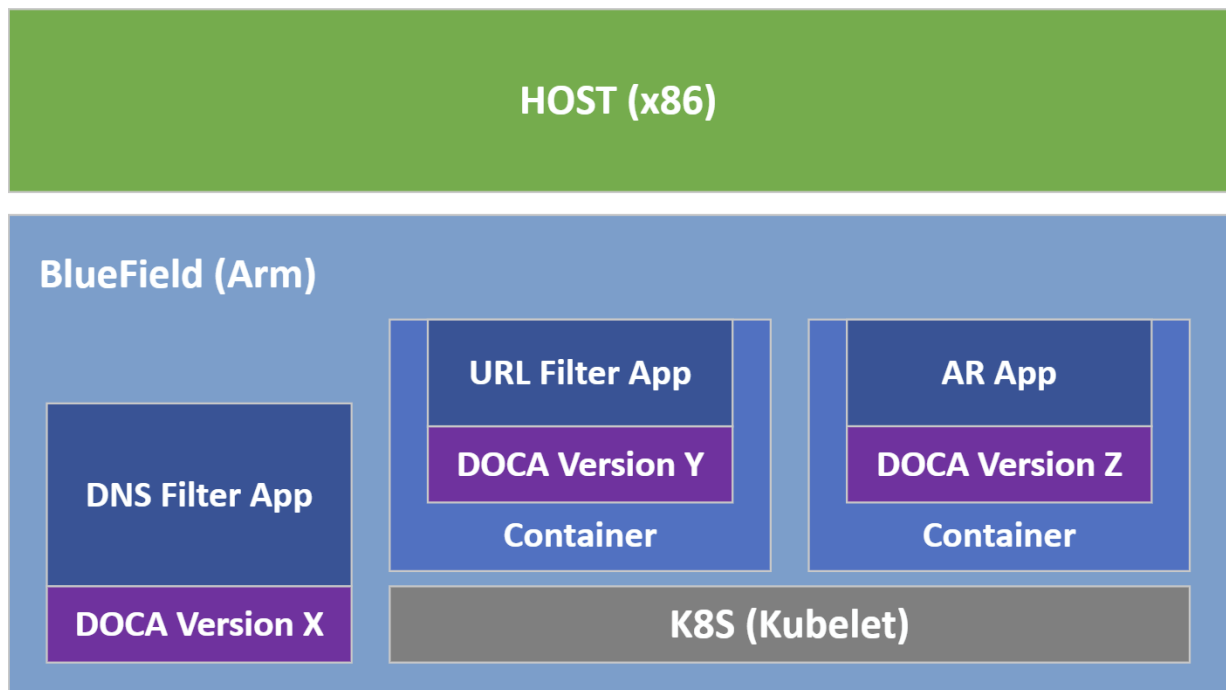 HOST (x86)
BlueField (Arm)
DNS Filter App
DOCA Version X
URL Filter App
DOCA Version Y
Container
AR App
DOCA Version Z
Container
K8S (Kubelet)